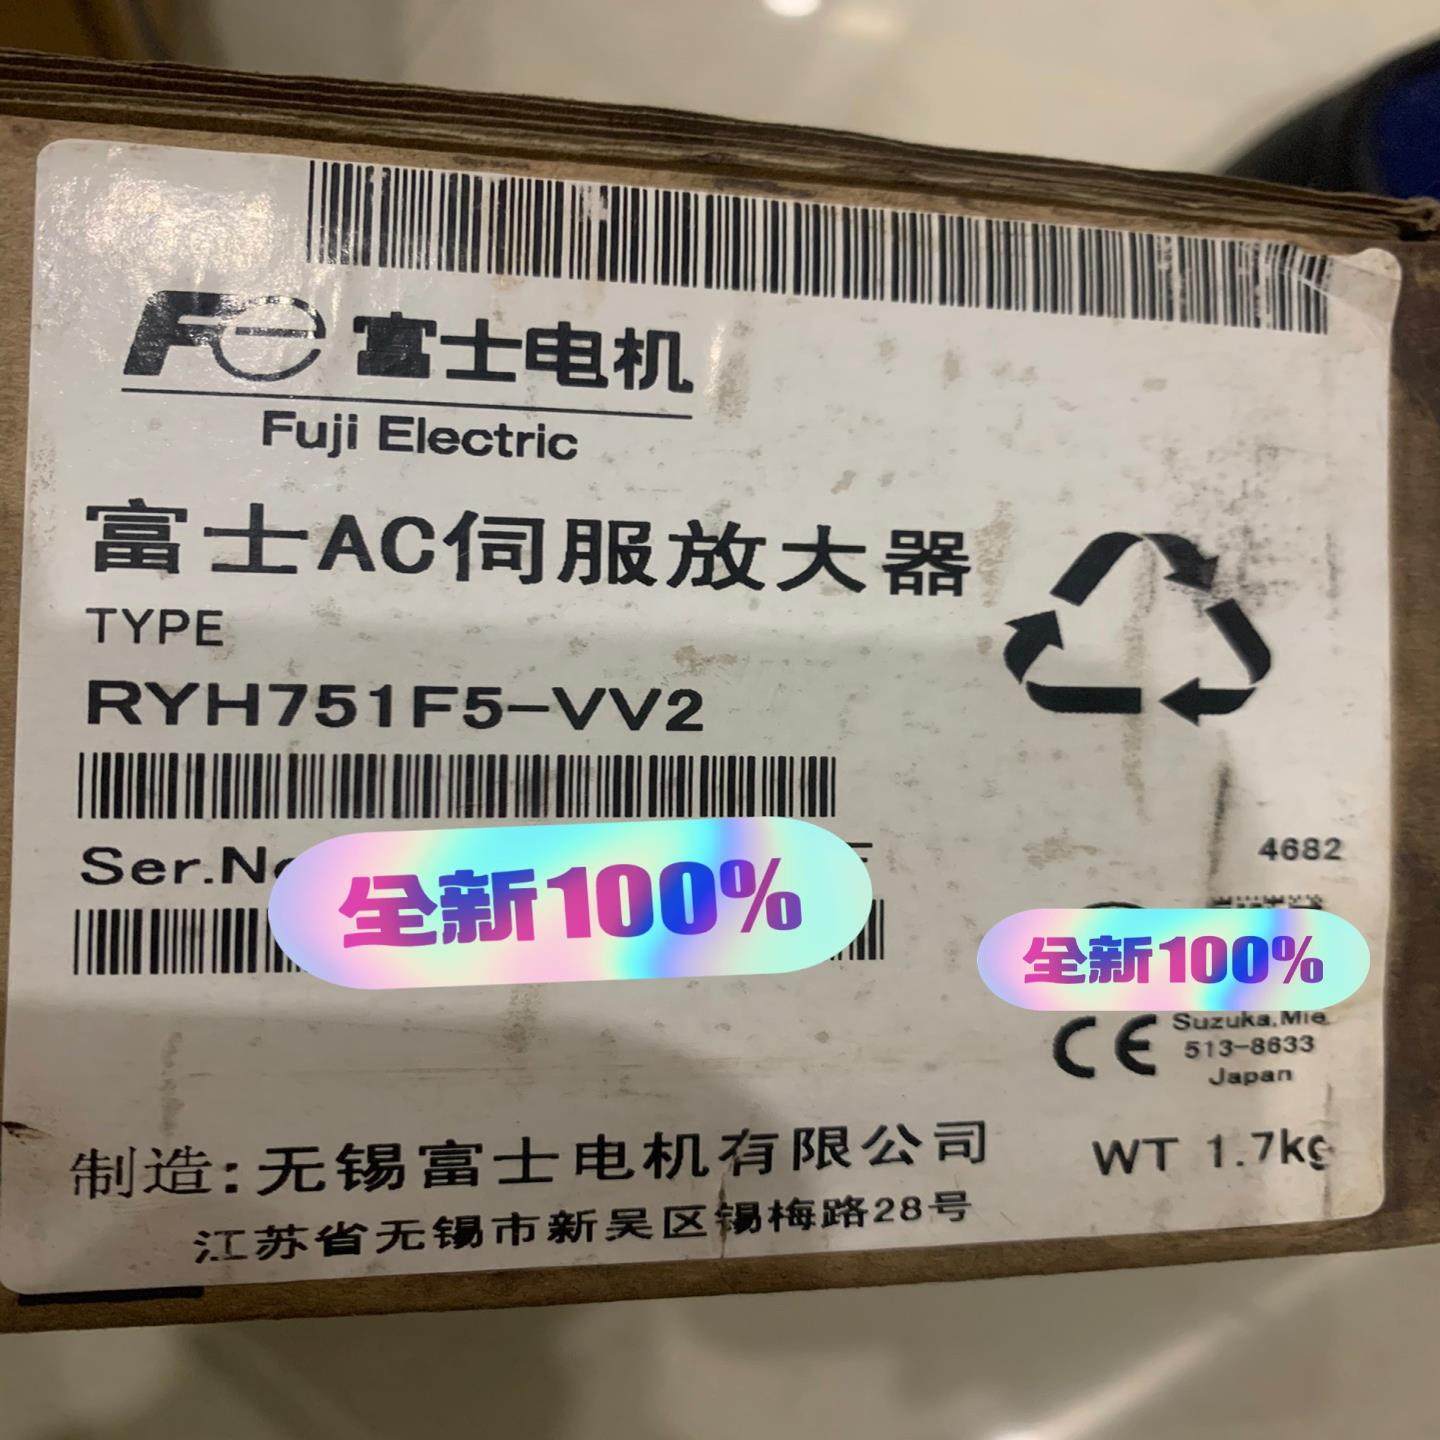 Fe 富士电机
Fuji Electric
富士AC伺服放大器
TYPE
RYH751F5-VV2
Ser.No
全新100%
4682
全新100%
CE
Suzuka,Mie
513-8633
Japan
制造:无锡富士电机有限公司
WT 1.7kg
江苏省无锡市新吴区锡梅路28号